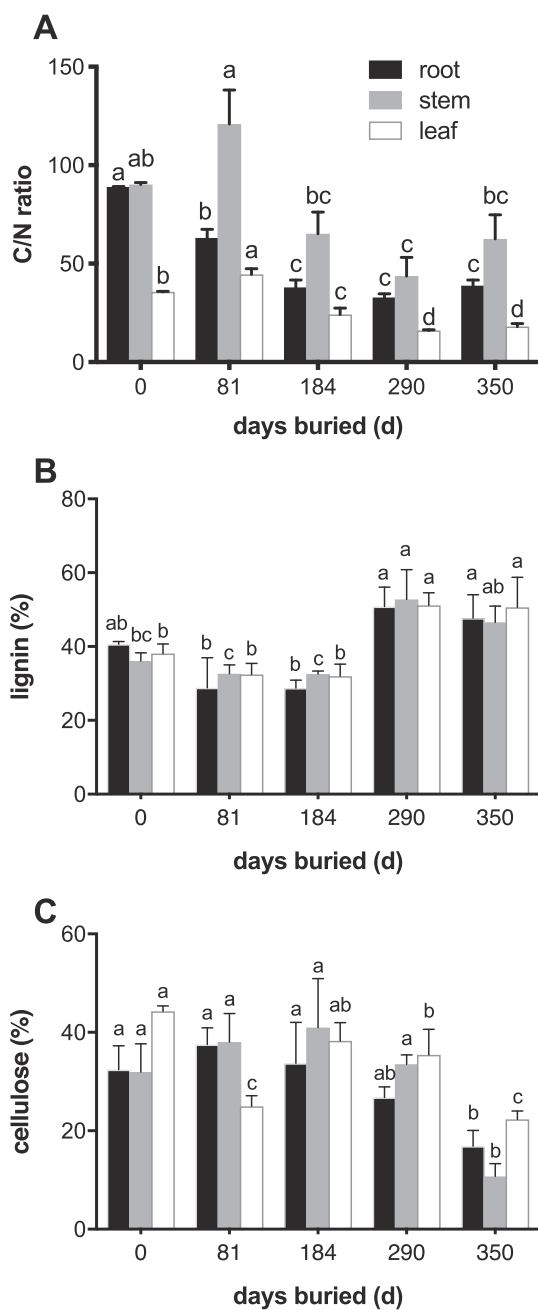 A
150
100
50
0
C/N ratio
root
stem
leaf
a ab b
b a a
c bc c
c c d
c bc d
0 81 184 290 350
days buried (d)
B
80
60
40
20
0
lignin (%)
ab bc b
b c b
b c b
a a a
a ab a
0 81 184 290 350
days buried (d)
C
60
40
20
0
cellulose (%)
a a a
a a c
a a ab
ab a b
b b c
0 81 184 290 350
days buried (d)